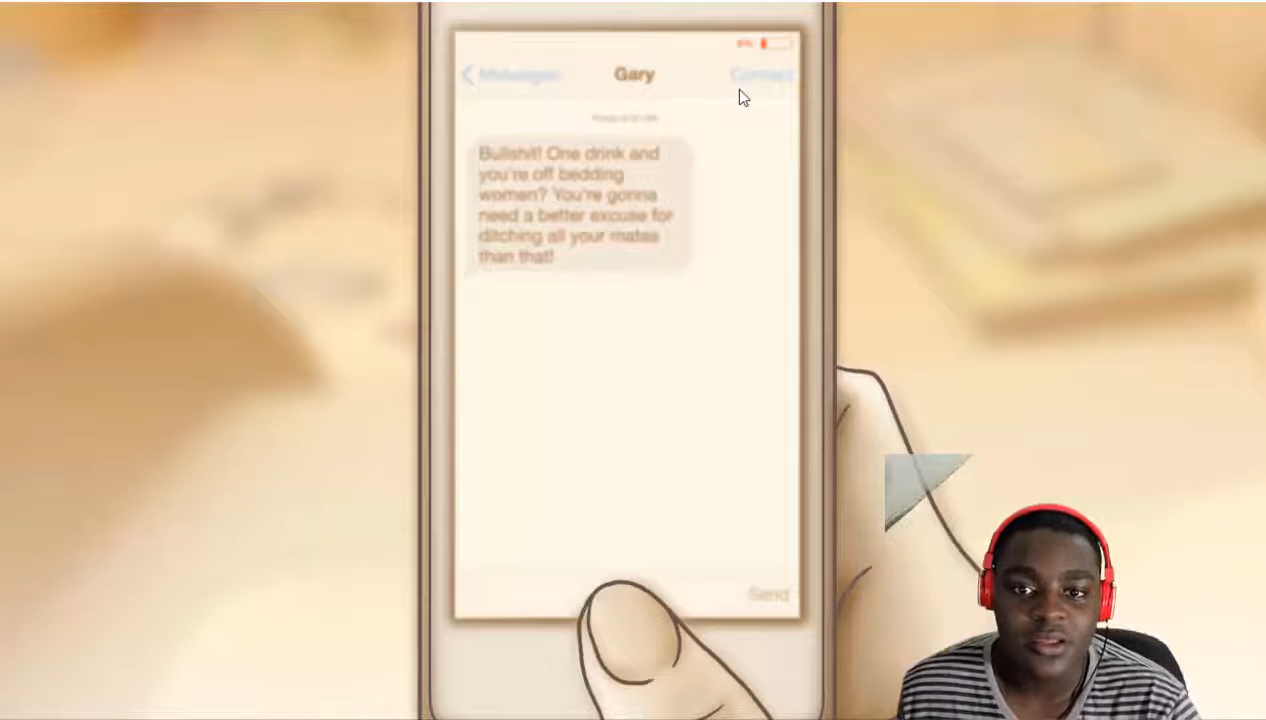 Gary
Contact
Bullshit! One drink and
you're off bedding
women? You're gonna
need a better excuse for
ditching all your mates
than that!
Send